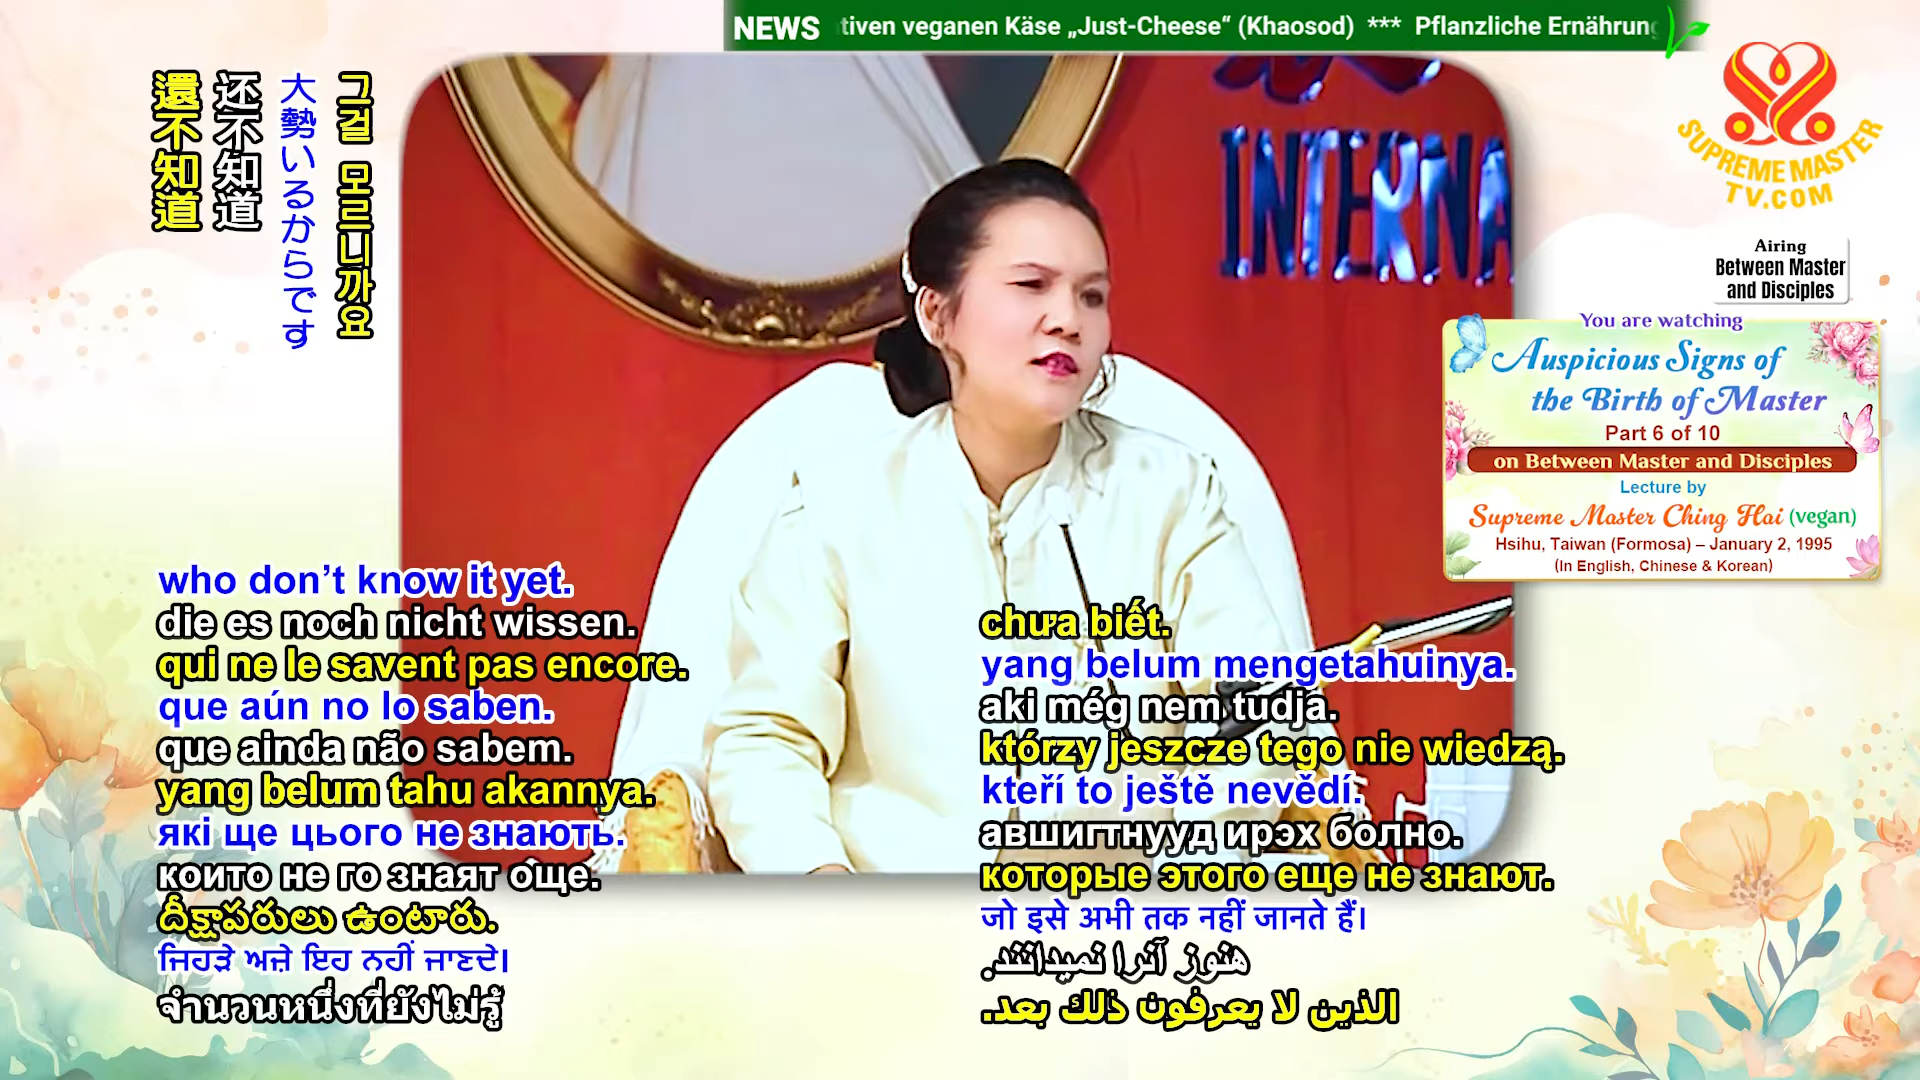 NEWS tiven veganen Käse „Just-Cheese“ (Khaosod) *** Pflanzliche Ernährung
SUPREME MASTER
TV.COM
INTERNA
還不知道
还不知道
大勢いるからです
그걸 모르니까요
Airing
Between Master
and Disciples
You are watching
Auspicious Signs of
the Birth of Master
Part 6 of 10
on Between Master and Disciples
Lecture by
Supreme Master Ching Hai (vegan)
Hsihu, Taiwan (Formosa) – January 2, 1995
(In English, Chinese & Korean)
who don’t know it yet.
die es noch nicht wissen.
qui ne le savent pas encore.
que aún no lo saben.
que ainda não sabem.
yang belum tahu akannya.
які ще цього не знають.
които не го знаят още.
దీక్షాపరులు ఉంటారు.
ਜਿਹੜੇ ਅਜੇ ਇਹ ਨਹੀਂ ਜਾਣਦੇ।
จำนวนหนึ่งที่ยังไม่รู้
chưa biết.
yang belum mengetahuinya.
aki még nem tudja.
którzy jeszcze tego nie wiedzą.
kteří to ještě nevědí.
авшигтнууд ирэх болно.
которые этого еще не знают.
जो इसे अभी तक नहीं जानते हैं।
هنوز آنرا نمیدانند.
الذين لا يعرفون ذلك بعد.